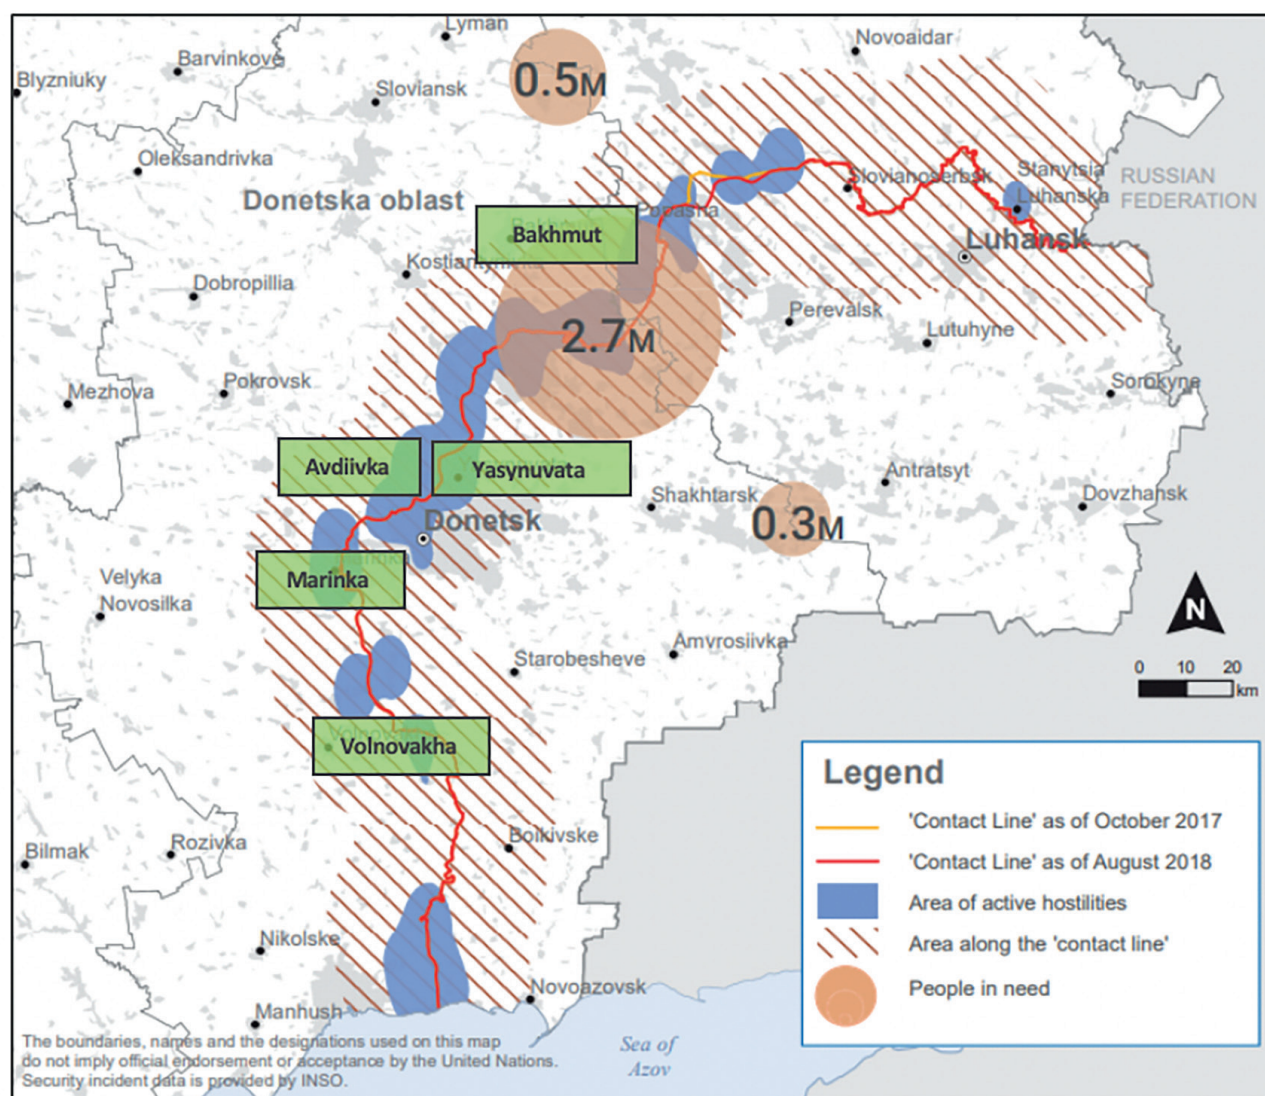 Lyman
Novoaidar
Barvinkove
Blyzniuky
0.5M
Sloviansk
Oleksandrivka
Stanytsia
Luhanska
RUSSIAN
FEDERATION
Slovianoserbsk
Donetska oblast
Popasna
Bakhmut
Luhansk
Kostiantynivka
Dobropillia
Perevalsk
Lutuhyne
2.7M
Mezhova
Pokrovsk
Sorokyne
Avdiivka
Yasynuvata
Antratsyt
Shakhtarsk
Dovzhansk
Donetsk
0.3M
Marinka
Velyka
Novosilka
N
Amvrosiivka
Starobesheve
0 10 20
km
Volnovakha
Legend
'Contact Line' as of October 2017
'Contact Line' as of August 2018
Area of active hostilities
Area along the 'contact line'
People in need
Boikivske
Rozivka
Bilmak
Nikolske
Novoazovsk
Manhush
The boundaries, names and the designations used on this map
do not imply official endorsement or acceptance by the United Nations.
Security incident data is provided by INSO.
Sea of
Azov